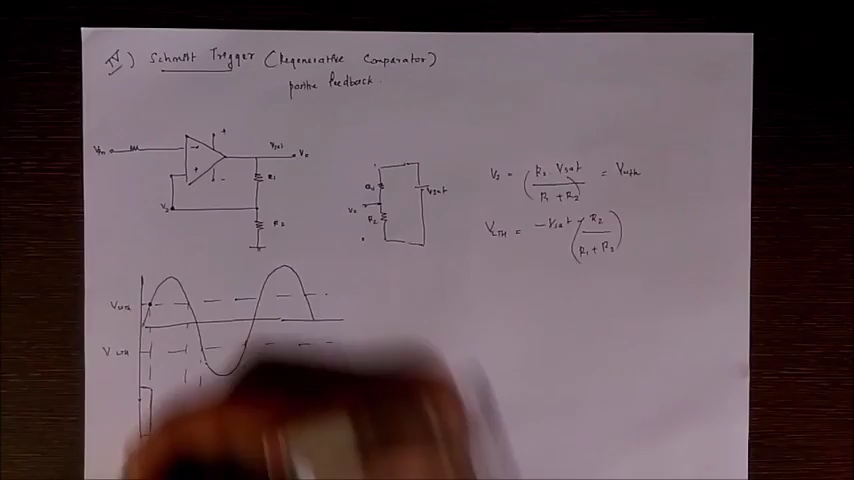 IV) Schmitt Trigger (Regenerative Comparator)
positive feedback.
Vin
- +
Vsat
Vo
+
-
R1
V2
R2
R1
Vsat
V2
R2
V2 = (R2 · Vsat / R1 + R2) = VUTH
VLTH = -Vsat (R2 / R1 + R2)
VUTH
VLTH